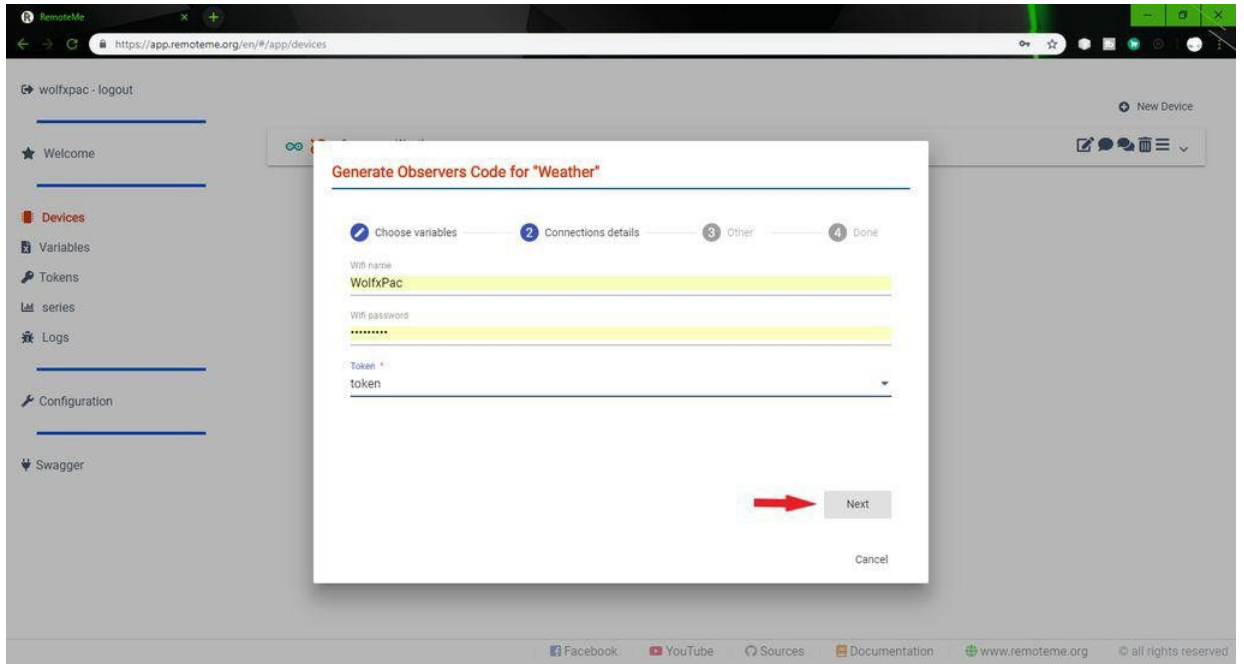 RemoteMe
https://app.remoteme.org/en/#/app/devices
wolfxpac - logout
New Device
Welcome
Generate Observers Code for "Weather"
Devices
Choose variables
2 Connections details
3 Other
4 Done
Variables
Wifi name
WolfxPac
Tokens
series
Wifi password
•••••••••
Logs
Token *
token
Configuration
Swagger
Next
Cancel
Facebook YouTube Sources Documentation www.remoteme.org © all rights reserved